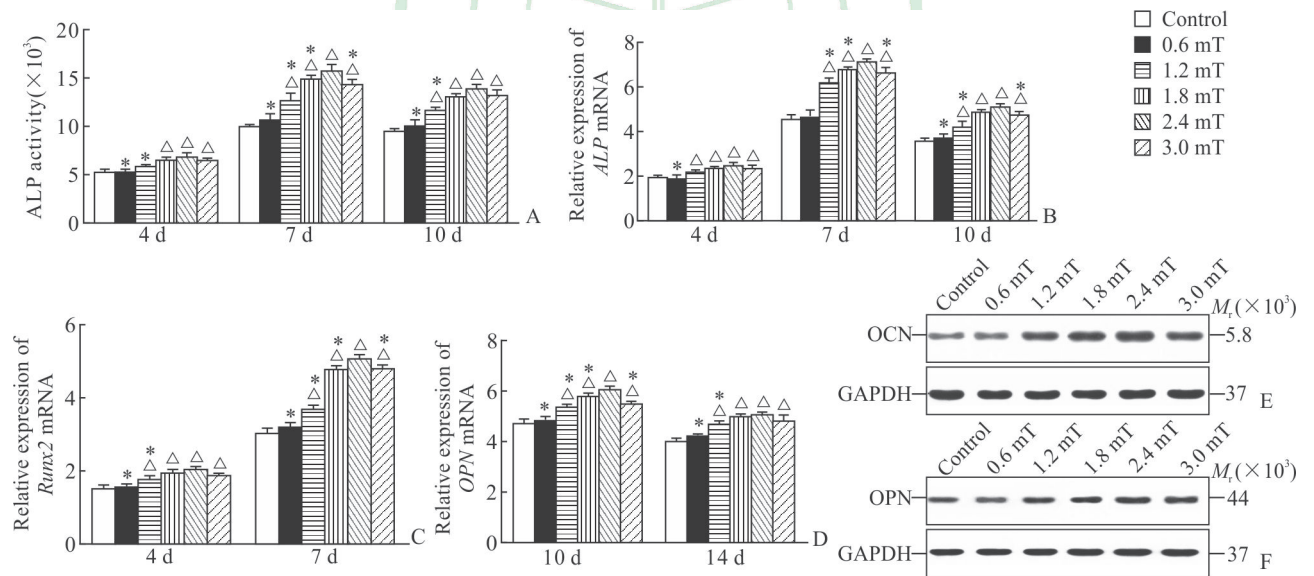 ALP activity(×10³)
20
15
10
5
0
4 d
7 d
10 d
A
* * △ △ △
* * △ * △ △ * △
* * △ △ △ △
Relative expression of
ALP mRNA
8
6
4
2
0
4 d
7 d
10 d
B
* △ △ △ △
* △ * △ △ * △
* * △ △ △ * △
Control
0.6 mT
1.2 mT
1.8 mT
2.4 mT
3.0 mT
Relative expression of
Runx2 mRNA
6
4
2
0
4 d
7 d
C
* * △ △ △ △
* * △ * △ △ * △
Relative expression of
OPN mRNA
8
6
4
2
0
10 d
14 d
D
* * △ * △ △ * △
* * △ △ △ △
Control
0.6 mT
1.2 mT
1.8 mT
2.4 mT
3.0 mT
Mr(×10³)
OCN
5.8
GAPDH
37
E
Control
0.6 mT
1.2 mT
1.8 mT
2.4 mT
3.0 mT
Mr(×10³)
OPN
44
GAPDH
37
F